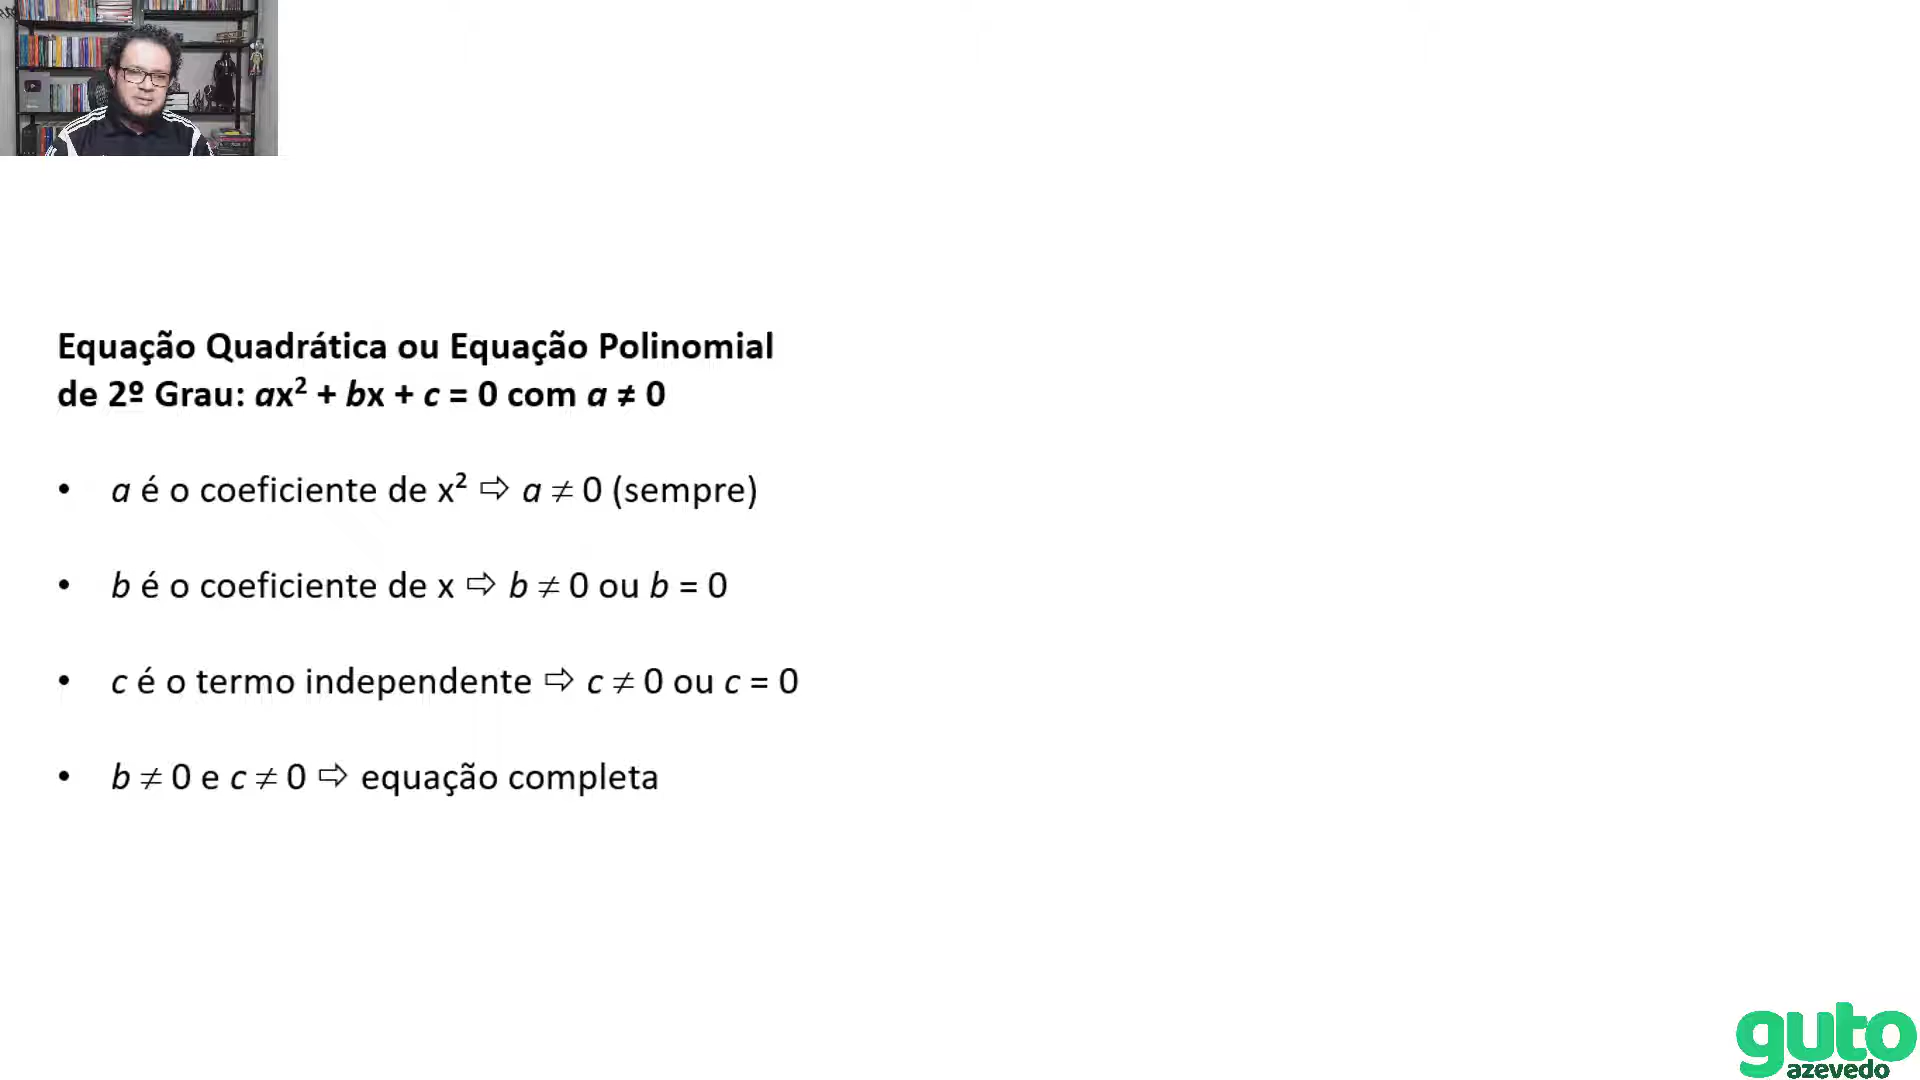 Equação Quadrática ou Equação Polinomial
de 2º Grau: ax² + bx + c = 0 com a ≠ 0
• a é o coeficiente de x² ⇨ a ≠ 0 (sempre)
• b é o coeficiente de x ⇨ b ≠ 0 ou b = 0
• c é o termo independente ⇨ c ≠ 0 ou c = 0
• b ≠ 0 e c ≠ 0 ⇨ equação completa
guto
azevedo